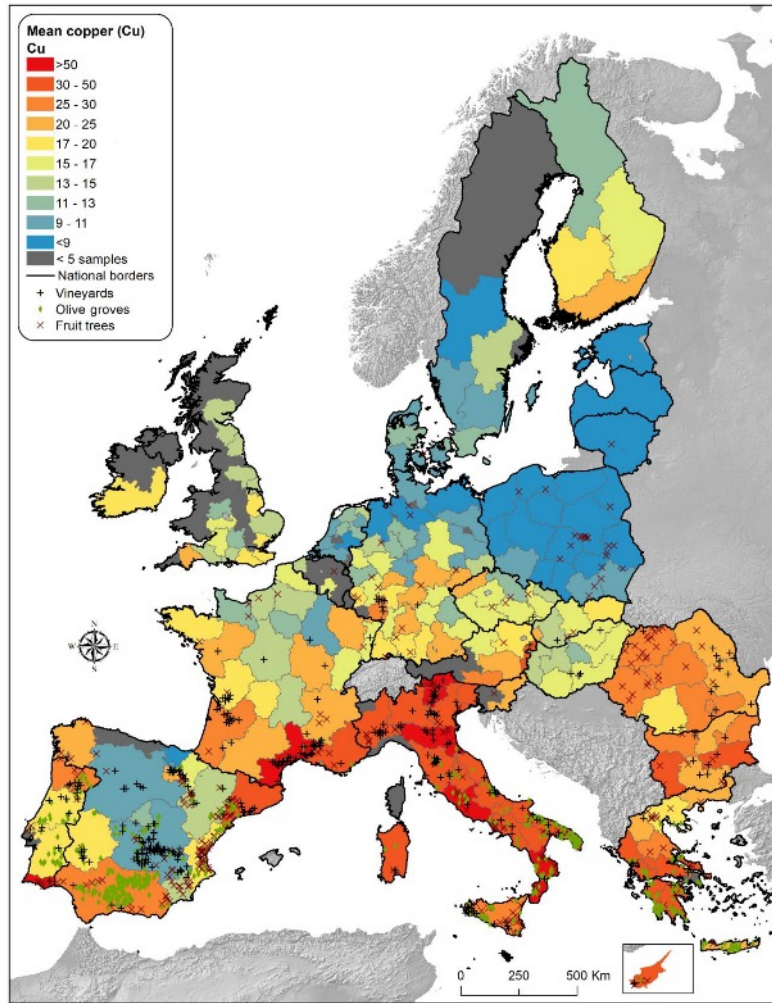 Mean copper (Cu)
Cu
>50
30 - 50
25 - 30
20 - 25
17 - 20
15 - 17
13 - 15
11 - 13
9 - 11
<9
< 5 samples
National borders
Vineyards
Olive groves
Fruit trees
N
N
W E
S
0 250 500 Km